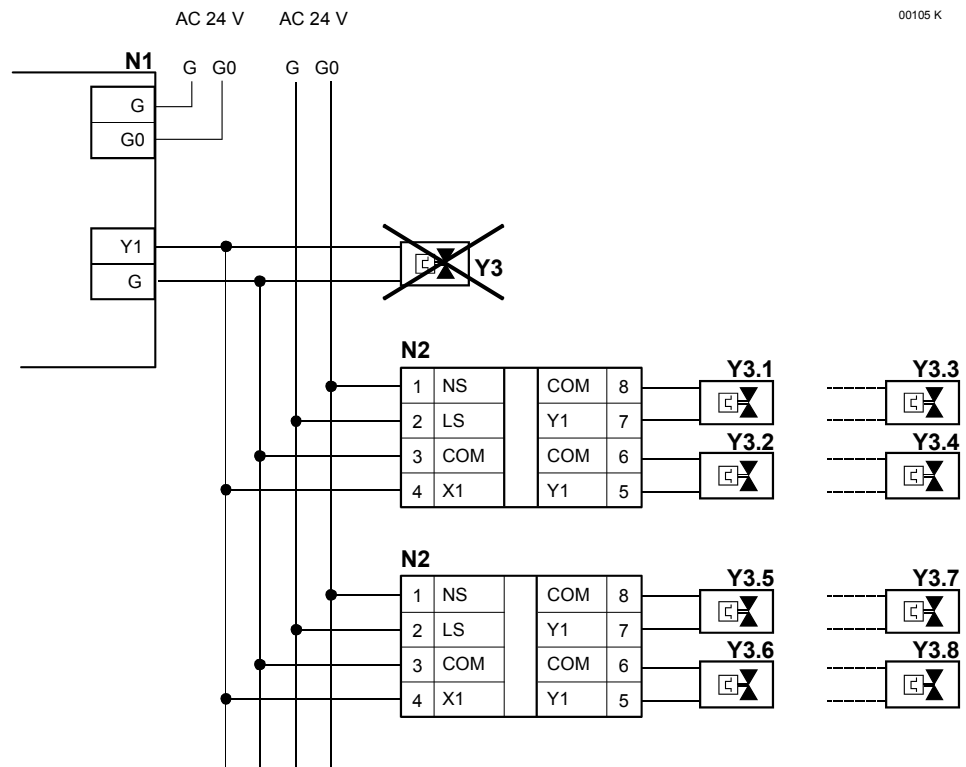 AC 24 V AC 24 V 00105 K
N1 G G0 G G0
G
G0
Y1
G
Y3
N2 Y3.1 Y3.3
1 NS COM 8
2 LS Y1 7
Y3.2 Y3.4
3 COM COM 6
4 X1 Y1 5
N2 Y3.5 Y3.7
1 NS COM 8
2 LS Y1 7
Y3.6 Y3.8
3 COM COM 6
4 X1 Y1 5